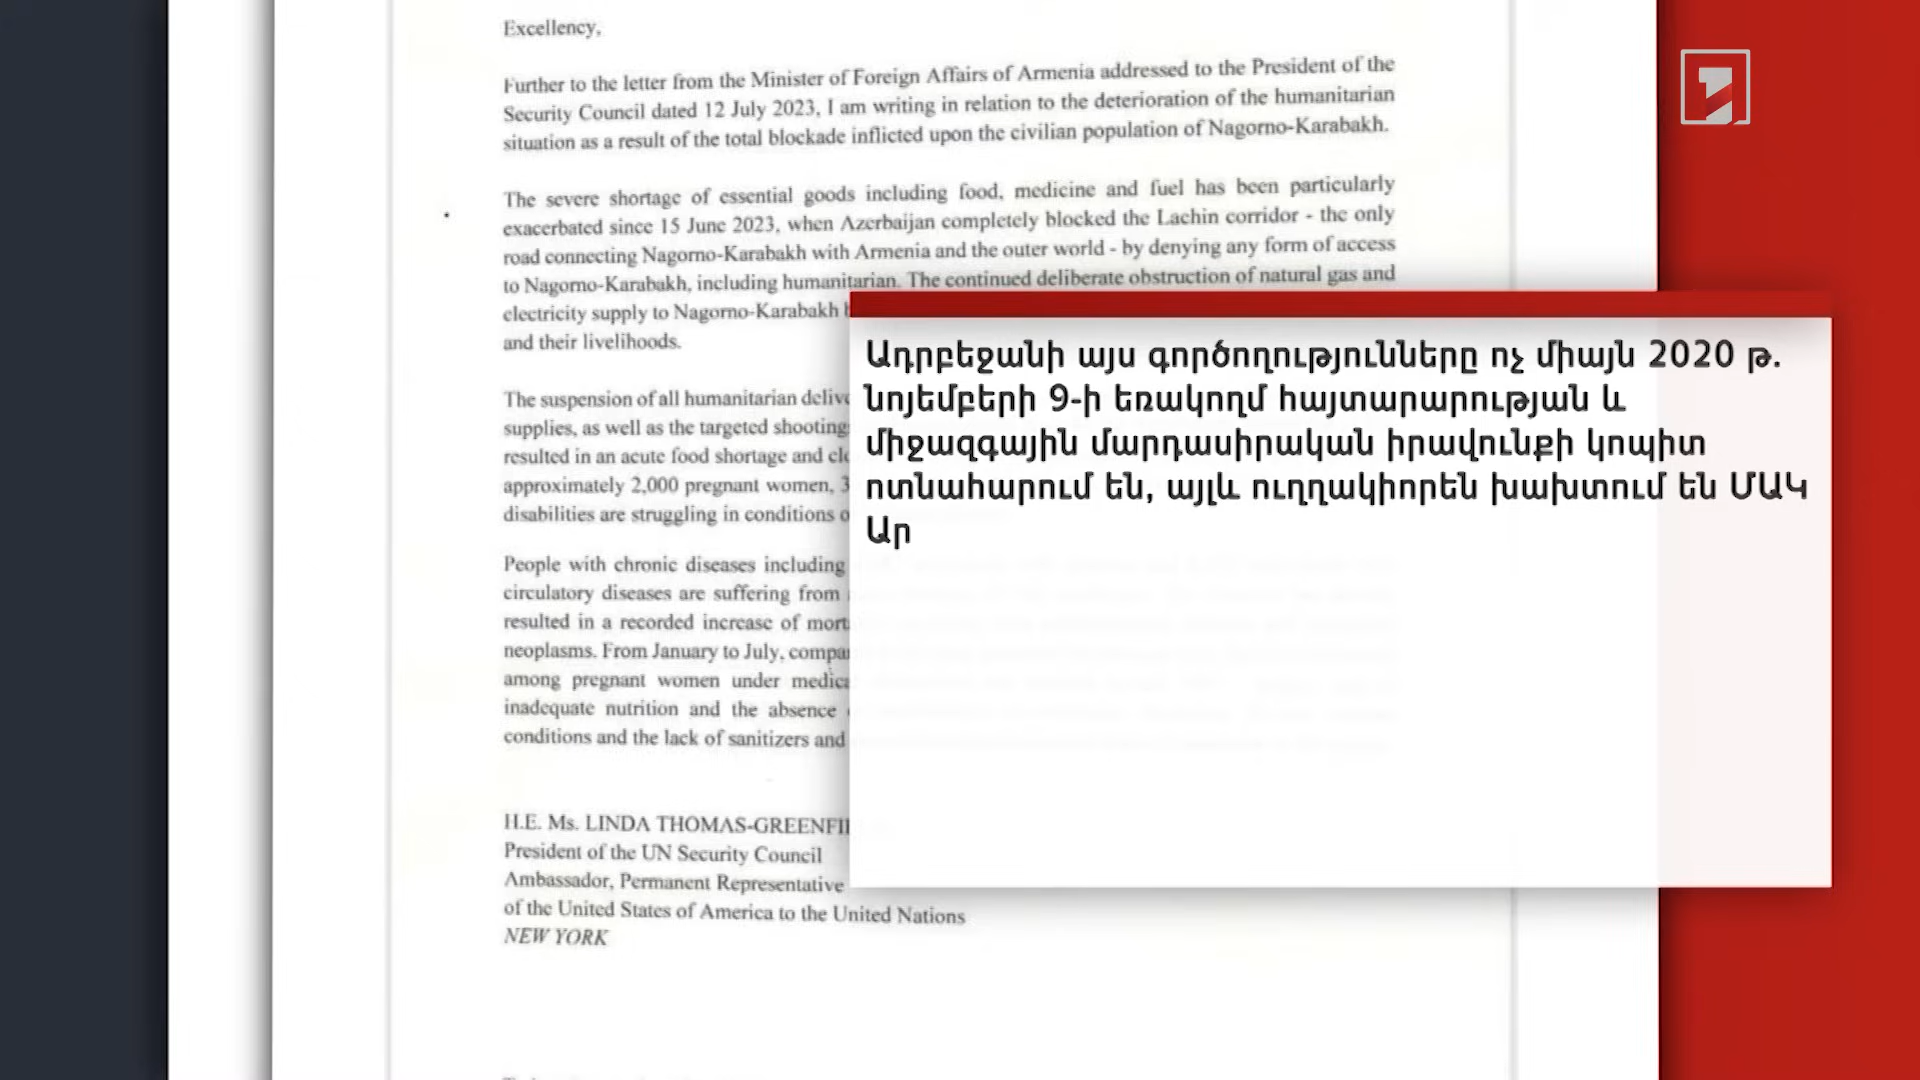 Excellency,
Further to the letter from the Minister of Foreign Affairs of Armenia addressed to the President of the
Security Council dated 12 July 2023, I am writing in relation to the deterioration of the humanitarian
situation as a result of the total blockade inflicted upon the civilian population of Nagorno-Karabakh.
The severe shortage of essential goods including food, medicine and fuel has been particularly
exacerbated since 15 June 2023, when Azerbaijan completely blocked the Lachin corridor - the only
road connecting Nagorno-Karabakh with Armenia and the outer world - by denying any form of access
to Nagorno-Karabakh, including humanitarian. The continued deliberate obstruction of natural gas and
electricity supply to Nagorno-Karabakh
and their livelihoods.
The suspension of all humanitarian
supplies, as well as the targeted shooting
resulted in an acute food shortage and
approximately 2,000 pregnant women, 3
disabilities are struggling in conditions
People with chronic diseases including
circulatory diseases are suffering from
resulted in a recorded increase of
neoplasms. From January to July,
among pregnant women under
inadequate nutrition and the absence
conditions and the lack of sanitizers and
H.E. Ms. LINDA
President of the UN Security Council
Ambassador, Permanent Representative
of the United States of America to the United Nations
NEW YORK
Ադրբեջանի այս գործողությունները ոչ միայն 2020 թ.
նոյեմբերի 9-ի եռակողմ հայտարարության և
միջազգային մարդասիրական իրավունքի կոպիտ
ոտնահարում են, այլև ուղղակիորեն խախտում են ՄԱԿ
Ար